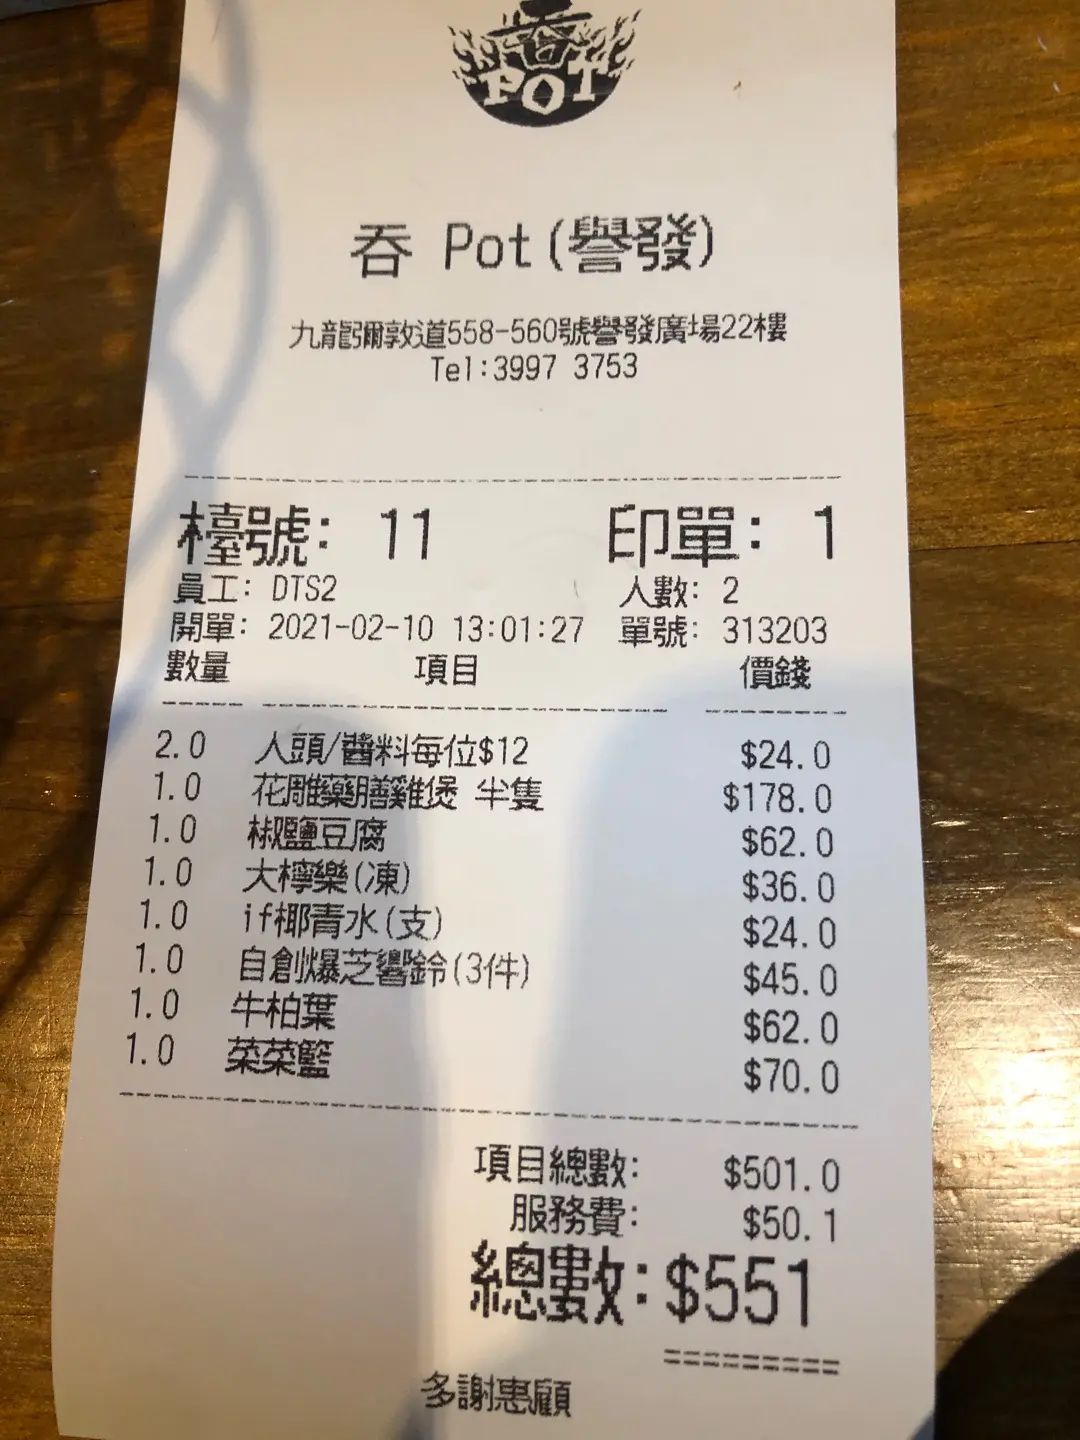 吞
POT
吞 Pot(譽發)
九龍彌敦道558-560號譽發廣場22樓
Tel:3997 3753
檯號: 11 印單: 1
員工: DTS2 人數: 2
開單: 2021-02-10 13:01:27 單號: 313203
數量 項目 價錢
2.0 人頭/醬料每位$12 $24.0
1.0 花雕藥膳雞煲 半隻 $178.0
1.0 椒鹽豆腐 $62.0
1.0 大檸樂(凍) $36.0
1.0 if椰青水(支) $24.0
1.0 自創爆芝響鈴(3件) $45.0
1.0 牛柏葉 $62.0
1.0 菜菜籃 $70.0
項目總數: $501.0
服務費: $50.1
總數: $551
=========
多謝惠顧